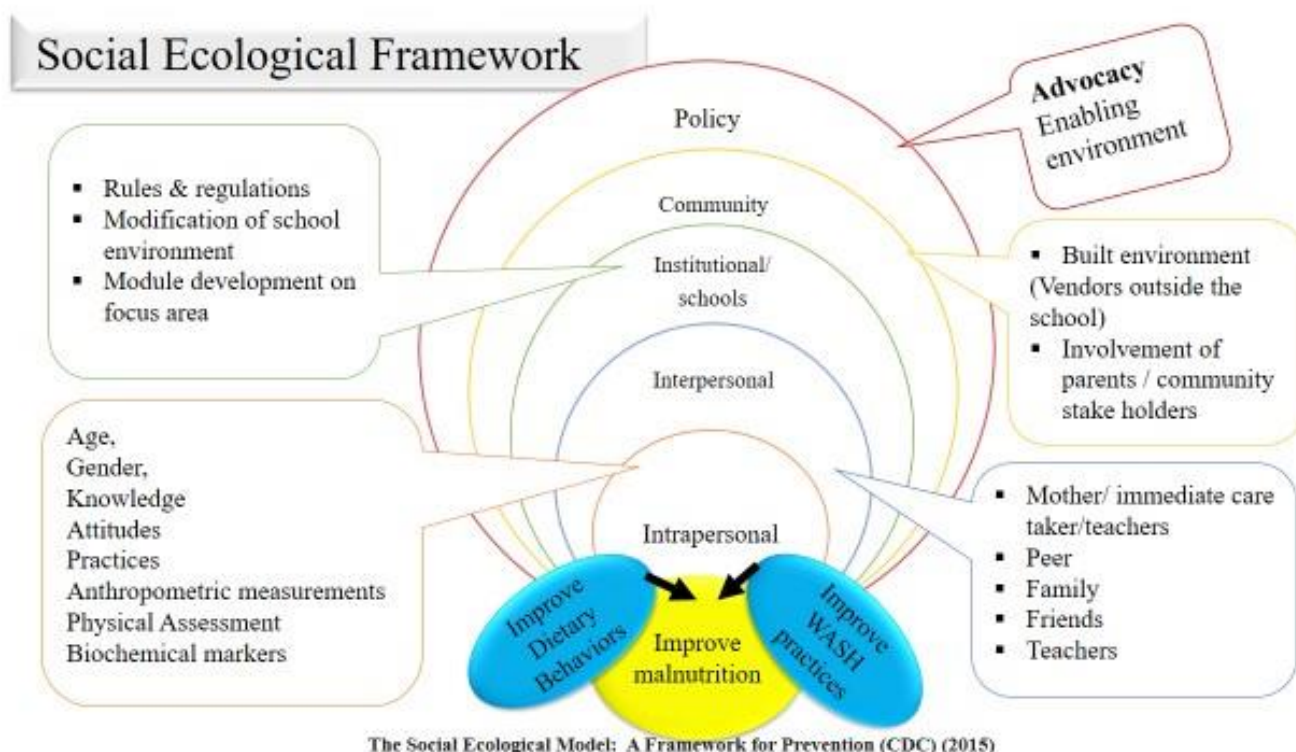 Social Ecological Framework
Advocacy
Enabling
environment
Policy
Community
Institutional/
schools
Interpersonal
Intrapersonal
▪ Rules & regulations
▪ Modification of school
environment
▪ Module development on
focus area
▪ Built environment
(Vendors outside the
school)
▪ Involvement of
parents / community
stake holders
Age,
Gender,
Knowledge
Attitudes
Practices
Anthropometric measurements
Physical Assessment
Biochemical markers
▪ Mother/ immediate care
taker/teachers
▪ Peer
▪ Family
▪ Friends
▪ Teachers
Improve
Dietary
Behaviors
Improve
malnutrition
Improve
WASH
practices
The Social Ecological Model: A Framework for Prevention (CDC) (2015)